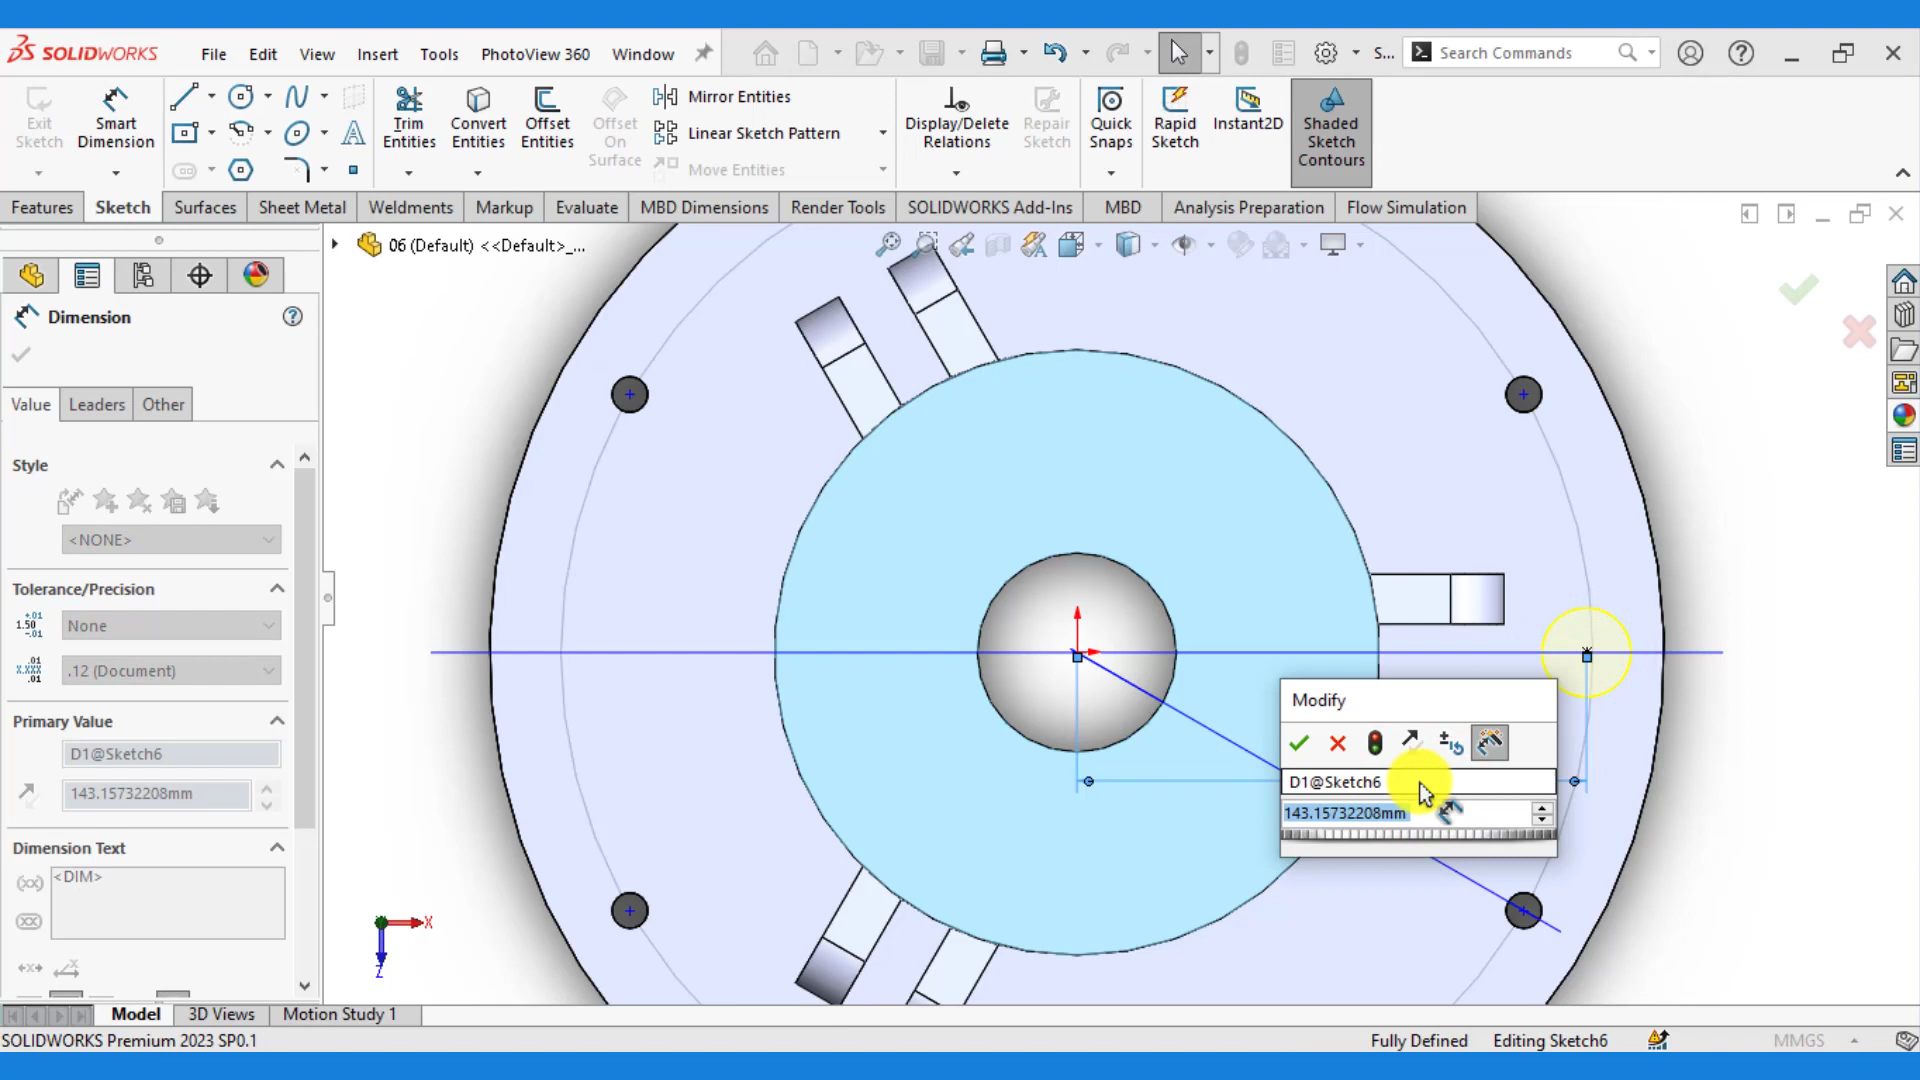 SOLIDWORKS File Edit View Insert Tools PhotoView 360 Window S... Search Commands
Exit Sketch
Smart Dimension
Trim Entities
Convert Entities
Offset Entities
Offset On Surface
Mirror Entities
Linear Sketch Pattern
Move Entities
Display/Delete Relations
Repair Sketch
Quick Snaps
Rapid Sketch
Instant2D
Shaded Sketch Contours
Features Sketch Surfaces Sheet Metal Weldments Markup Evaluate MBD Dimensions Render Tools SOLIDWORKS Add-Ins MBD Analysis Preparation Flow Simulation
06 (Default) <<Default>_...
Dimension
Value Leaders Other
Style
<NONE>
Tolerance/Precision
None
.12 (Document)
Primary Value
D1@Sketch6
143.15732208mm
Dimension Text
<DIM>
Modify
D1@Sketch6
143.15732208mm
X
Z
Model 3D Views Motion Study 1
SOLIDWORKS Premium 2023 SP0.1 Fully Defined Editing Sketch6 MMGS